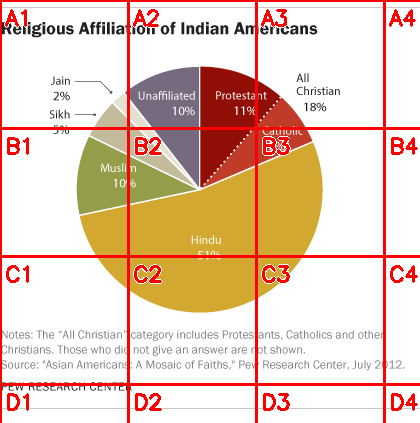 Religious Affiliation of Indian Americans
A1
A2
A3
A4
Jain
2%
Sikh
5%
Unaffiliated
10%
Protestant
11%
All
Christian
18%
Catholic
B1
B2
B3
B4
Muslim
10%
Hindu
51%
C1
C2
C3
C4
Notes: The “All Christian” category includes Protestants, Catholics and other
Christians. Those who did not give an answer are not shown.
Source: "Asian Americans: A Mosaic of Faiths," Pew Research Center, July 2012.
PEW RESEARCH CENTER
D1
D2
D3
D4